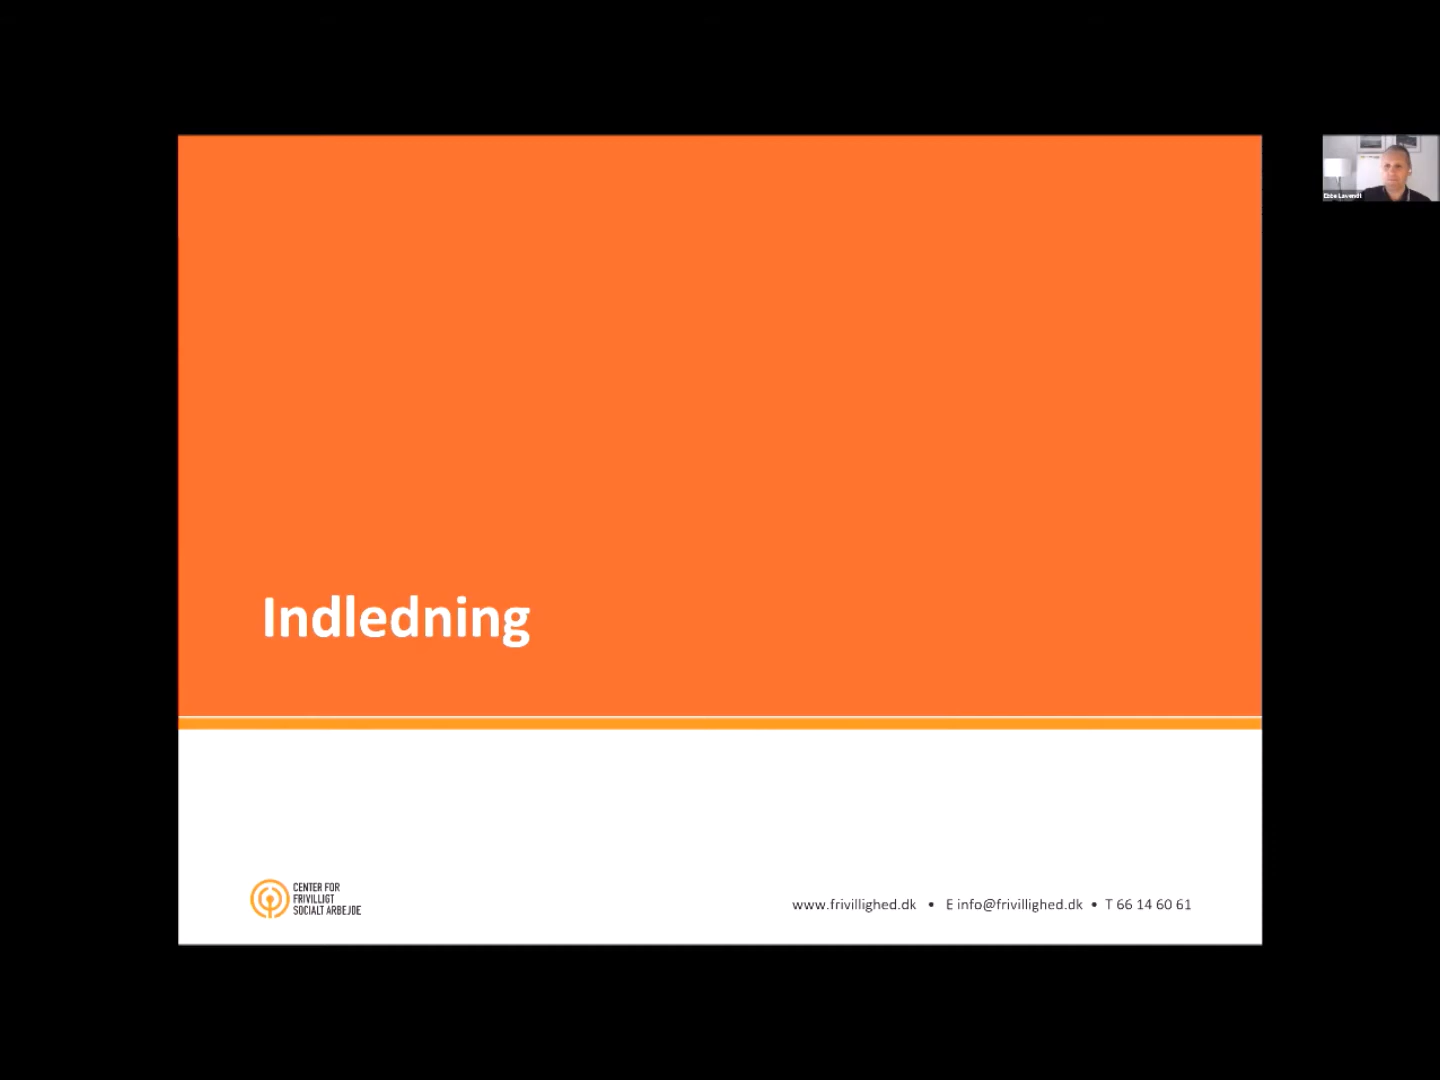 Indledning
CENTER FOR
FRIVILLIGT
SOCIALT ARBEJDE
www.frivillighed.dk • E info@frivillighed.dk • T 66 14 60 61